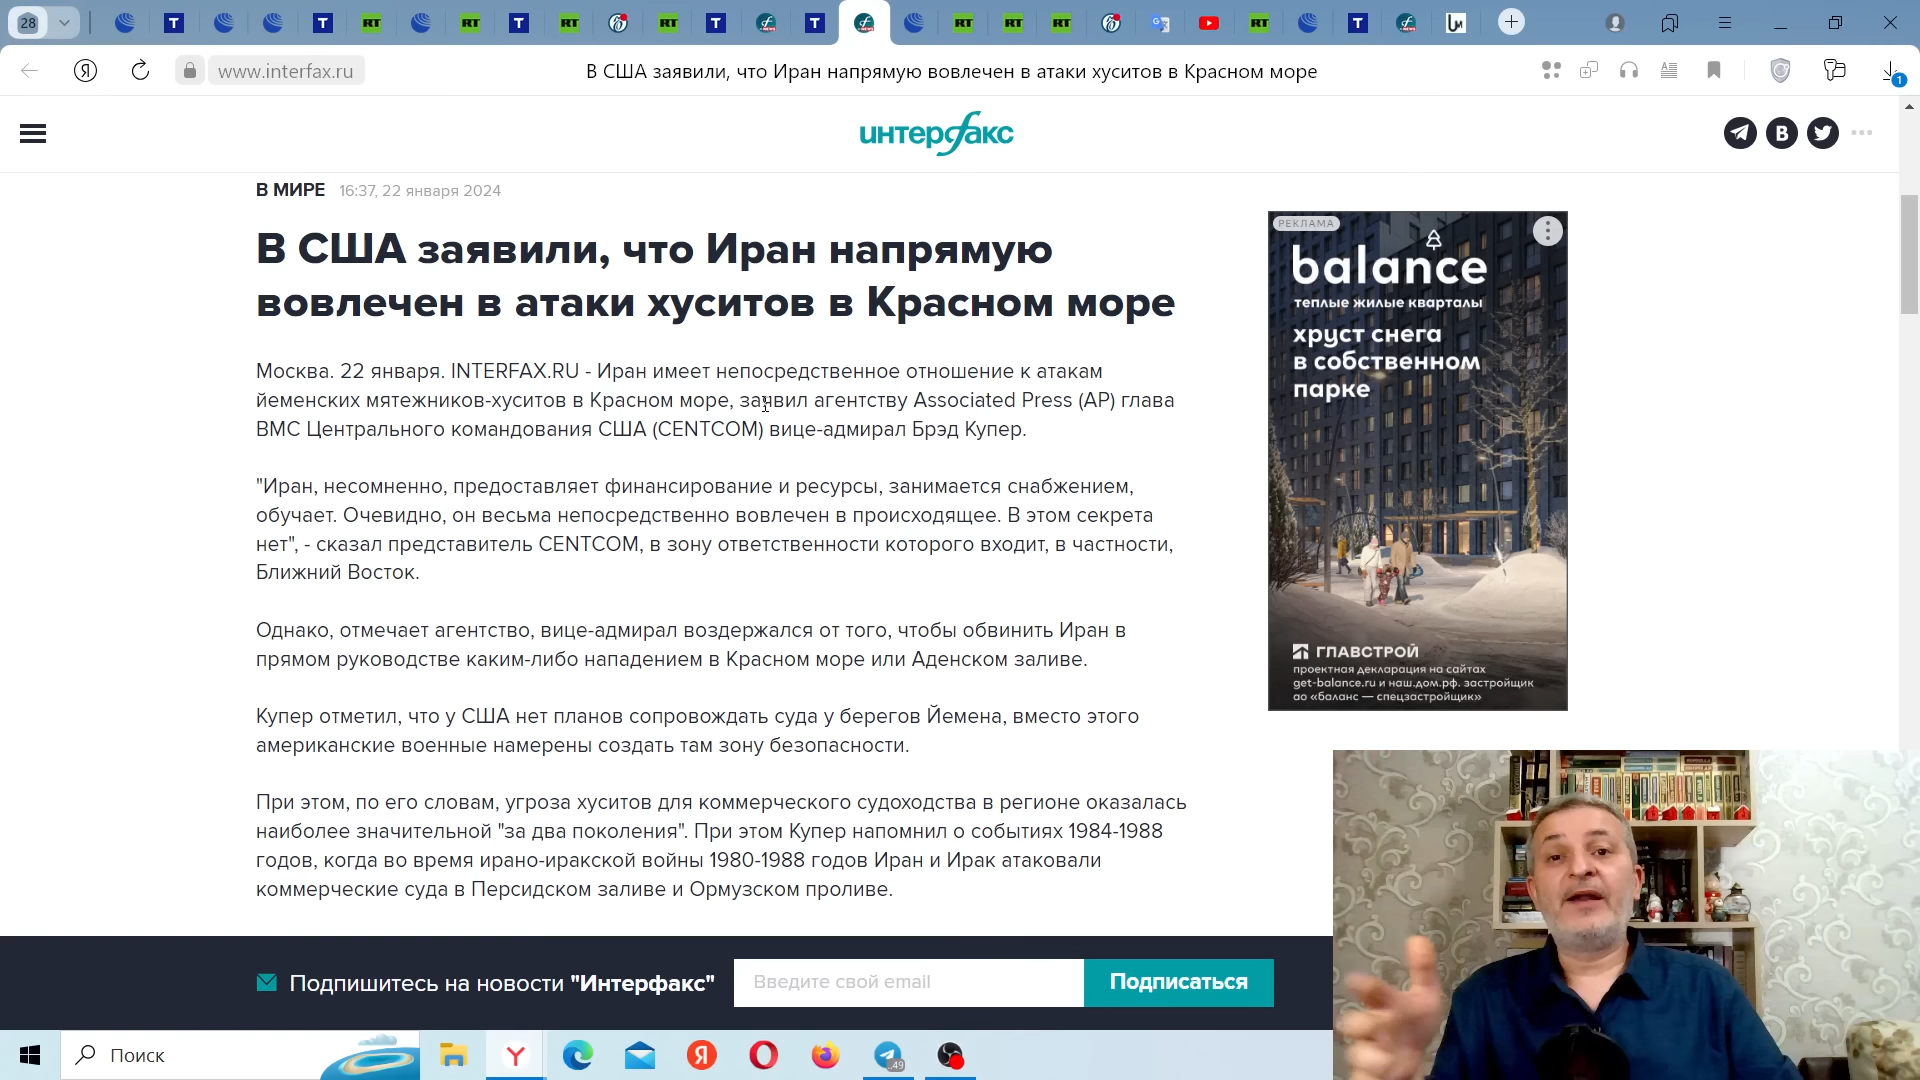 28
www.interfax.ru
В США заявили, что Иран напрямую вовлечен в атаки хуситов в Красном море
1
интерфакс
В МИРЕ 16:37, 22 января 2024
В США заявили, что Иран напрямую
вовлечен в атаки хуситов в Красном море
Москва. 22 января. INTERFAX.RU - Иран имеет непосредственное отношение к атакам
йеменских мятежников-хуситов в Красном море, заявил агентству Associated Press (AP) глава
ВМС Центрального командования США (CENTCOM) вице-адмирал Брэд Купер.
"Иран, несомненно, предоставляет финансирование и ресурсы, занимается снабжением,
обучает. Очевидно, он весьма непосредственно вовлечен в происходящее. В этом секрета
нет", - сказал представитель CENTCOM, в зону ответственности которого входит, в частности,
Ближний Восток.
Однако, отмечает агентство, вице-адмирал воздержался от того, чтобы обвинить Иран в
прямом руководстве каким-либо нападением в Красном море или Аденском заливе.
Купер отметил, что у США нет планов сопровождать суда у берегов Йемена, вместо этого
американские военные намерены создать там зону безопасности.
При этом, по его словам, угроза хуситов для коммерческого судоходства в регионе оказалась
наиболее значительной "за два поколения". При этом Купер напомнил о событиях 1984-1988
годов, когда во время ирано-иракской войны 1980-1988 годов Иран и Ирак атаковали
коммерческие суда в Персидском заливе и Ормузском проливе.
РЕКЛАМА
balance
теплые жилые кварталы
хруст снега
в собственном
парке
ГЛАВСТРОЙ
проектная декларация на сайтах
get-balance.ru и наш.дом.рф. застройщик
ао «баланс — спецзастройщик»
Подпишитесь на новости "Интерфакс"
Введите свой email
Подписаться
Поиск